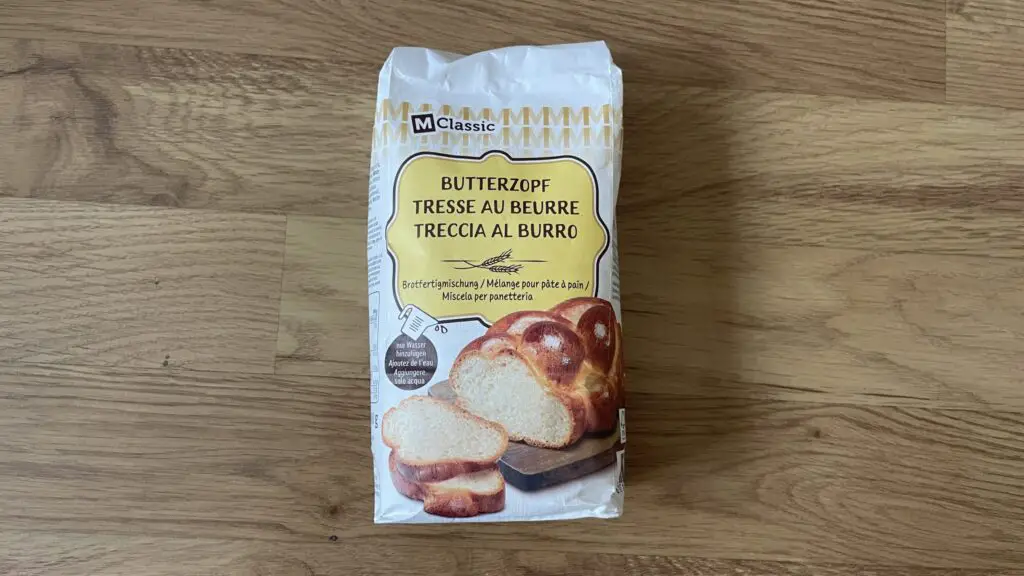 M Classic
BUTTERZOPF
TRESSE AU BEURRE
TRECCIA AL BURRO
Brotfertigmischung / Mélange pour pâte à pain /
Miscela per panetteria
nur Wasser
hinzufügen
Ajoutez de l'eau
Aggiungere
solo acqua